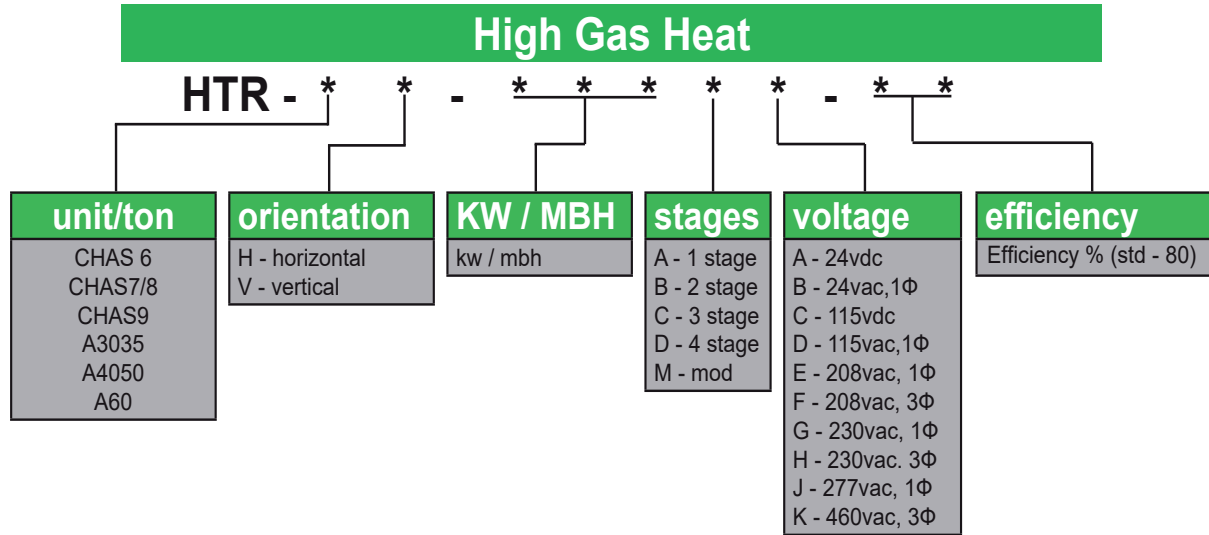 High Gas Heat
HTR - * * - * * * * * - * *
unit/ton
CHAS 6
CHAS7/8
CHAS9
A3035
A4050
A60
orientation
H - horizontal
V - vertical
KW / MBH
kw / mbh
stages
A - 1 stage
B - 2 stage
C - 3 stage
D - 4 stage
M - mod
voltage
A - 24vdc
B - 24vac,1Φ
C - 115vdc
D - 115vac,1Φ
E - 208vac, 1Φ
F - 208vac, 3Φ
G - 230vac, 1Φ
H - 230vac. 3Φ
J - 277vac, 1Φ
K - 460vac, 3Φ
efficiency
Efficiency % (std - 80)